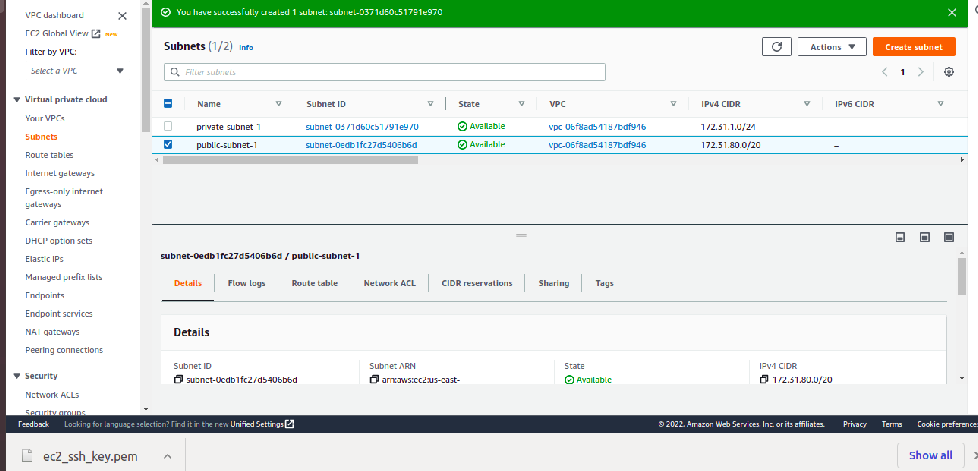 VPC dashboard
EC2 Global View New
Filter by VPC:
Select a VPC
Virtual private cloud
Your VPCs
Subnets
Route tables
Internet gateways
Egress-only internet
gateways
Carrier gateways
DHCP option sets
Elastic IPs
Managed prefix lists
Endpoints
Endpoint services
NAT gateways
Peering connections
Security
Network ACLs
Security groups
You have successfully created 1 subnet: subnet-0371d60c51791e970
Subnets (1/2) Info
Actions
Create subnet
Filter subnets
1
Name Subnet ID State VPC IPv4 CIDR IPv6 CIDR
private-subnet-1 subnet-0371d60c51791e970 Available vpc-06f8ad54187bdf946 172.31.1.0/24
public-subnet-1 subnet-0edb1fc27d5406b6d Available vpc-06f8ad54187bdf946 172.31.80.0/20 –
subnet-0edb1fc27d5406b6d / public-subnet-1
Details Flow logs Route table Network ACL CIDR reservations Sharing Tags
Details
Subnet ID Subnet ARN State IPv4 CIDR
subnet-0edb1fc27d5406b6d arn:aws:ec2:us-east- Available 172.31.80.0/20
Feedback Looking for language selection? Find it in the new Unified Settings © 2022, Amazon Web Services, Inc. or its affiliates. Privacy Terms Cookie preference
ec2_ssh_key.pem Show all